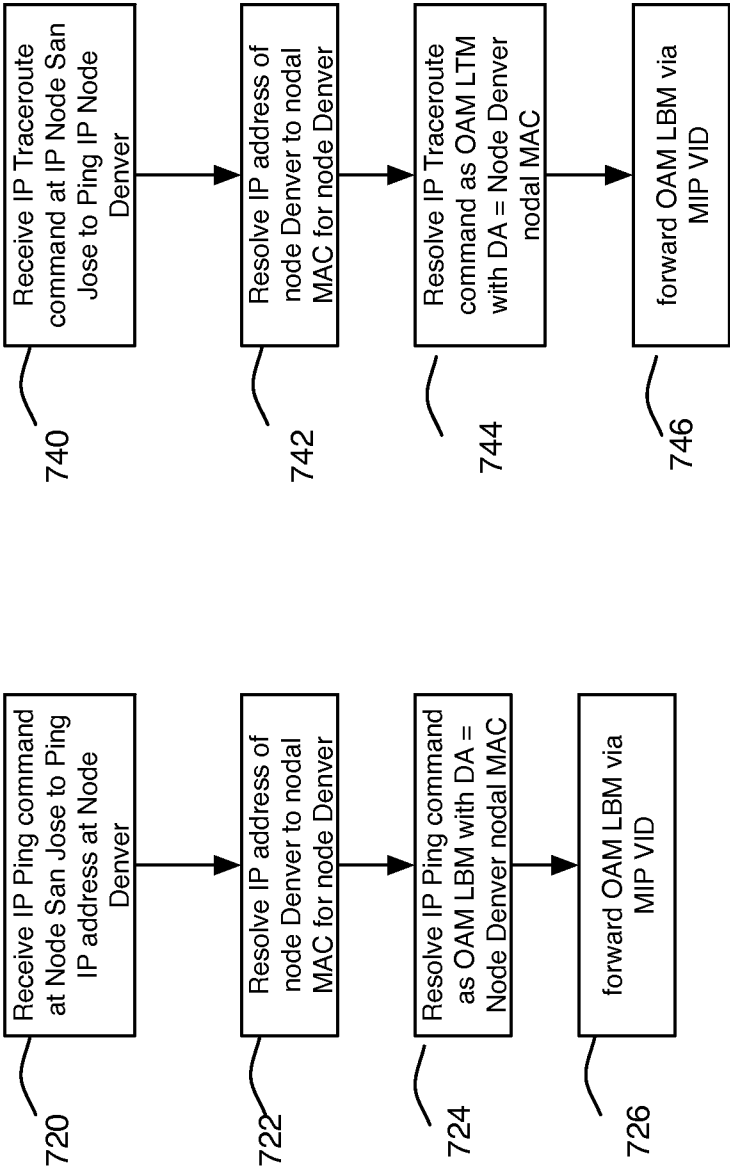 Receive IP Ping command
at Node San Jose to Ping
IP address at Node
Denver
720
Resolve IP address of
node Denver to nodal
MAC for node Denver
722
Resolve IP Ping command
as OAM LBM with DA =
Node Denver nodal MAC
724
forward OAM LBM via
MIP VID
726
Receive IP Traceroute
command at IP Node San
Jose to Ping IP Node
Denver
740
Resolve IP address of
node Denver to nodal
MAC for node Denver
742
Resolve IP Traceroute
command as OAM LTM
with DA = Node Denver
nodal MAC
744
forward OAM LBM via
MIP VID
746